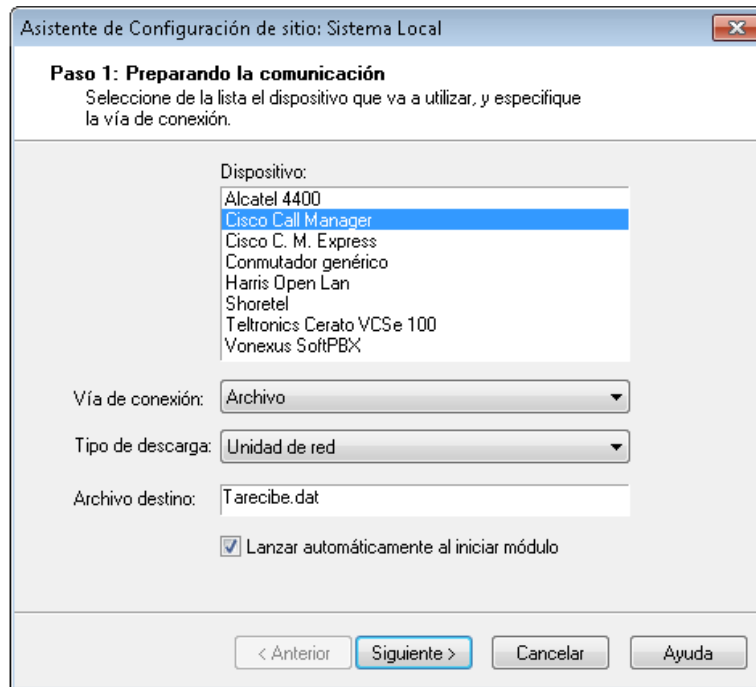 Asistente de Configuración de sitio: Sistema Local
Paso 1: Preparando la comunicación
Seleccione de la lista el dispositivo que va a utilizar, y especifique
la vía de conexión.
Dispositivo:
Alcatel 4400
Cisco Call Manager
Cisco C. M. Express
Conmutador genérico
Harris Open Lan
Shoretel
Teltronics Cerato VCSe 100
Vonexus SoftPBX
Vía de conexión: Archivo
Tipo de descarga: Unidad de red
Archivo destino: Tarecibe.dat
Lanzar automáticamente al iniciar módulo
< Anterior Siguiente > Cancelar Ayuda